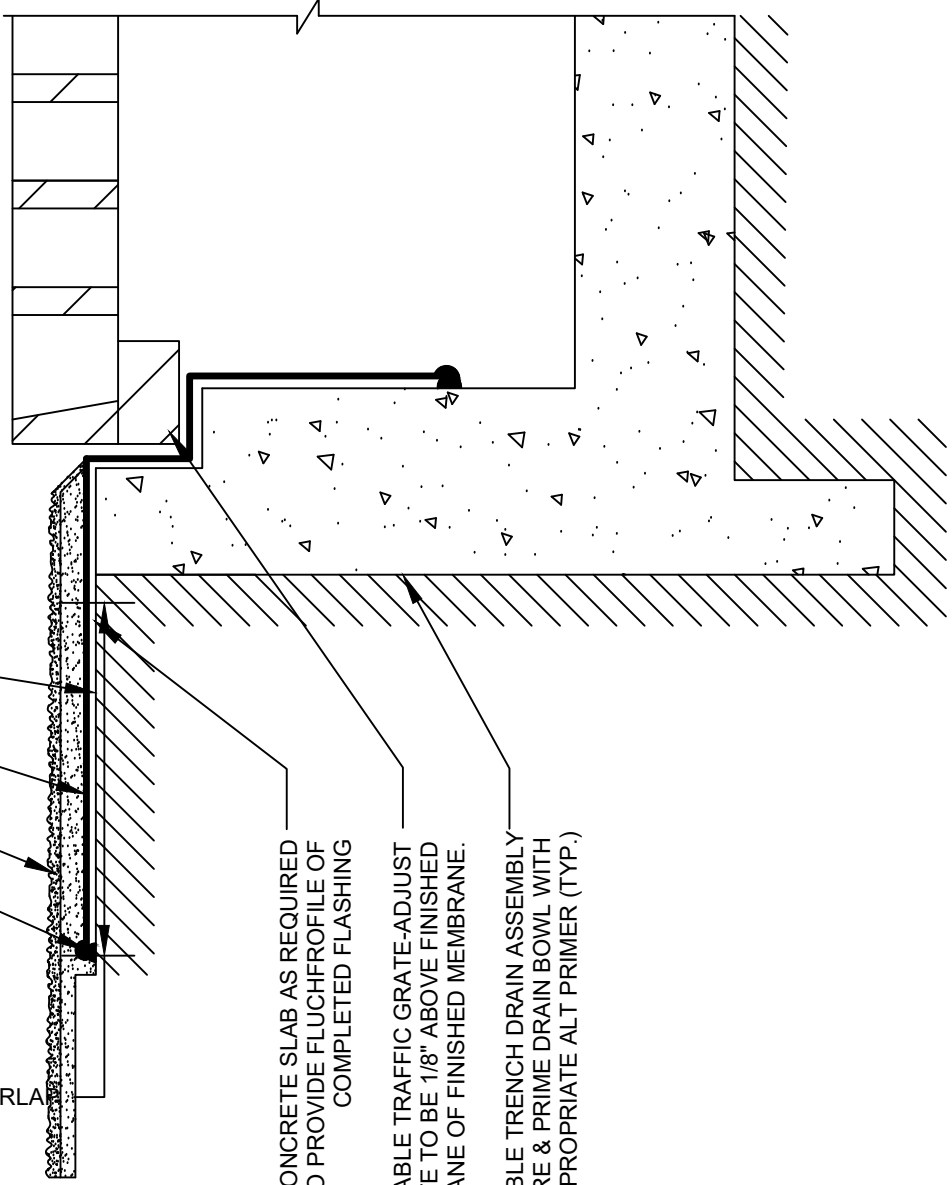 ONCRETE SLAB AS REQUIRED
O PROVIDE FLUCHFROFILE OF
COMPLETED FLASHING
ABLE TRAFFIC GRATE-ADJUST
TE TO BE 1/8" ABOVE FINISHED
ANE OF FINISHED MEMBRANE.
BLE TRENCH DRAIN ASSEMBLY
RE & PRIME DRAIN BOWL WITH
PROPRIATE ALT PRIMER (TYP.)
RLAP